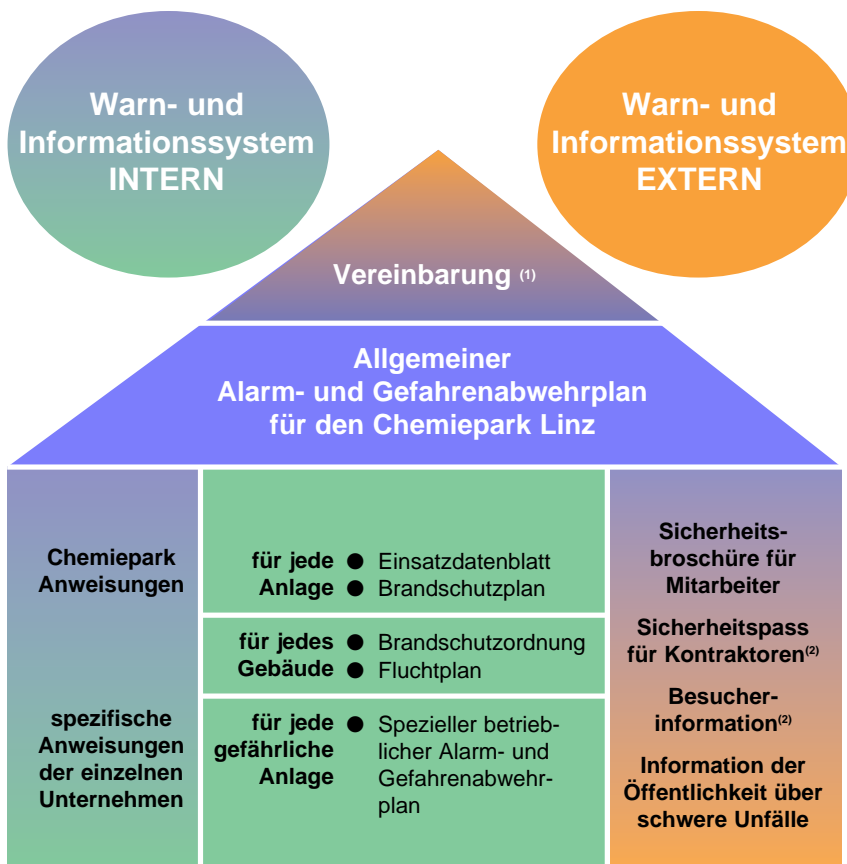 Warn- und
Informationssystem
INTERN
Warn- und
Informationssystem
EXTERN
Vereinbarung (1)
Allgemeiner
Alarm- und Gefahrenabwehrplan
für den Chemiepark Linz
Chemiepark
Anweisungen
spezifische
Anweisungen
der einzelnen
Unternehmen
für jede ● Einsatzdatenblatt
Anlage ● Brandschutzplan
für jedes ● Brandschutzordnung
Gebäude ● Fluchtplan
für jede ● Spezieller betrieb-
gefährliche licher Alarm- und
Anlage Gefahrenabwehr-
plan
Sicherheits-
broschüre für
Mitarbeiter
Sicherheitspass
für Kontraktoren(2)
Besucher-
information(2)
Information der
Öffentlichkeit über
schwere Unfälle